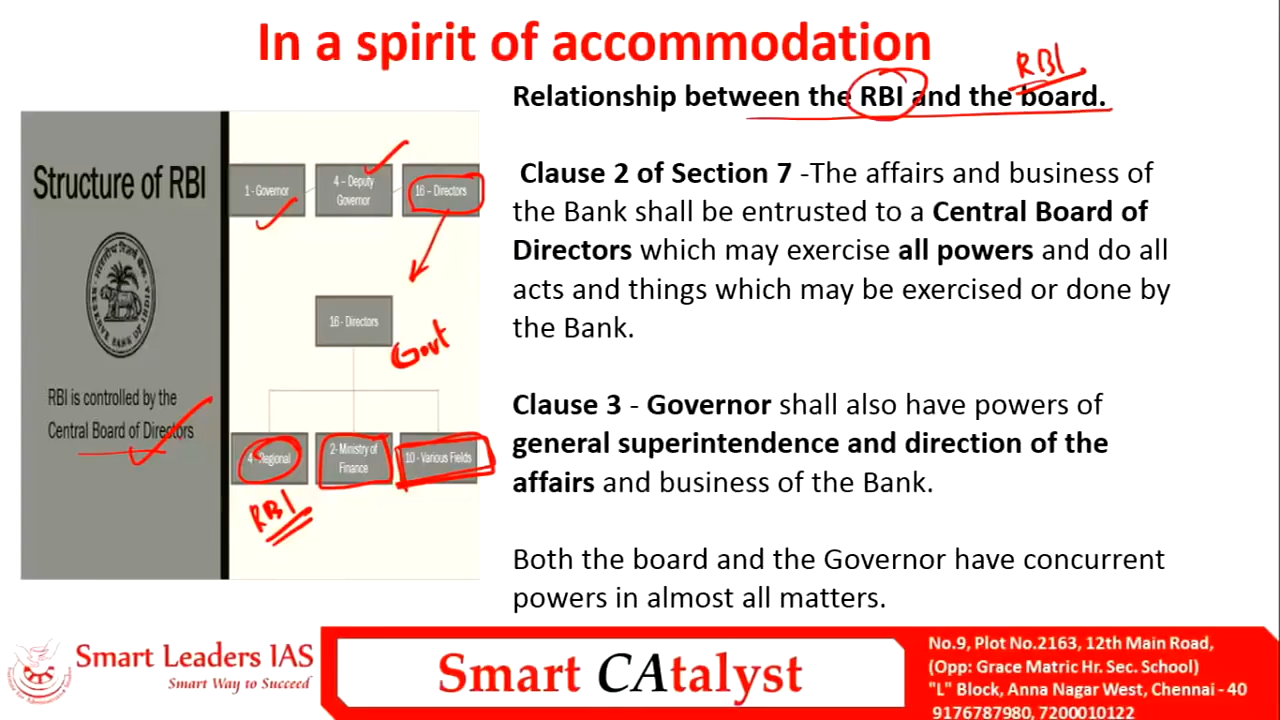 In a spirit of accommodation
RBI
Relationship between the RBI and the board.
Structure of RBI
RBI is controlled by the
Central Board of Directors
1 - Governor
4 – Deputy
Governor
16 – Directors
16 - Directors
Govt
4 - Regional
2- Ministry of
Finance
10 - Various Fields
RBI
Clause 2 of Section 7 -The affairs and business of
the Bank shall be entrusted to a Central Board of
Directors which may exercise all powers and do all
acts and things which may be exercised or done by
the Bank.
Clause 3 - Governor shall also have powers of
general superintendence and direction of the
affairs and business of the Bank.
Both the board and the Governor have concurrent
powers in almost all matters.
Smart Leaders IAS
Smart Way to Succeed
Smart CAtalyst
No.9, Plot No.2163, 12th Main Road,
(Opp: Grace Matric Hr. Sec. School)
"L" Block, Anna Nagar West, Chennai - 40
9176787980, 7200010122